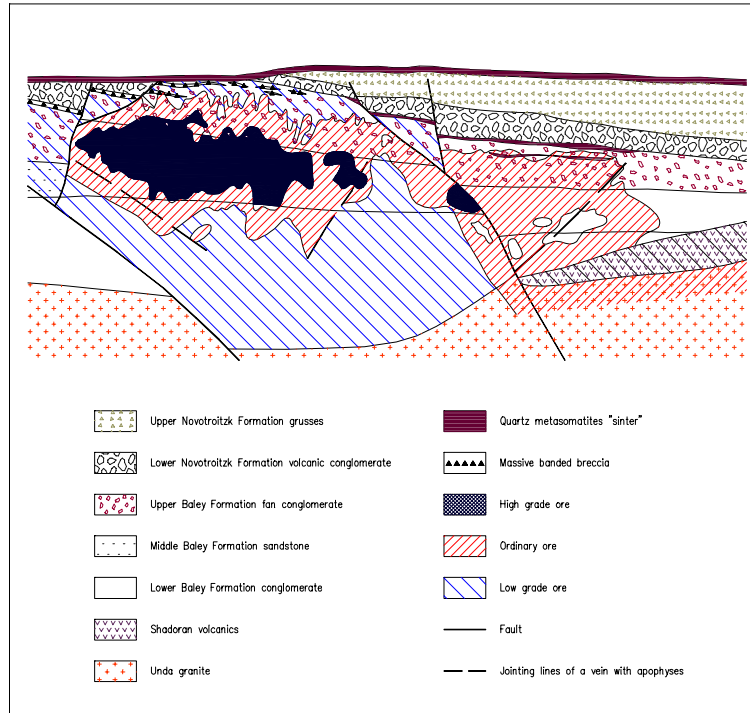 Upper Novotroitzk Formation grusses
Lower Novotroitzk Formation volcanic conglomerate
Upper Baley Formation fan conglomerate
Middle Baley Formation sandstone
Lower Baley Formation conglomerate
Shadoran volcanics
Unda granite
Quartz metasomatites "sinter"
Massive banded breccia
High grade ore
Ordinary ore
Low grade ore
Fault
Jointing lines of a vein with apophyses